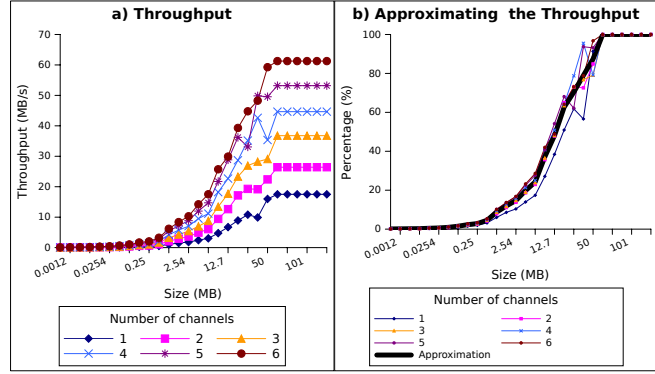 a) Throughput
Throughput (MB/s)
70
60
50
40
30
20
10
0
0.0012
0.0254
0.25
2.54
12.7
50
101
Size (MB)
Number of channels
1 2 3
4 5 6
b) Approximating the Throughput
Percentage (%)
100
80
60
40
20
0
0.0012
0.0254
0.25
2.54
12.7
50
101
Size (MB)
Number of channels
1 2
3 4
5 6
Approximation